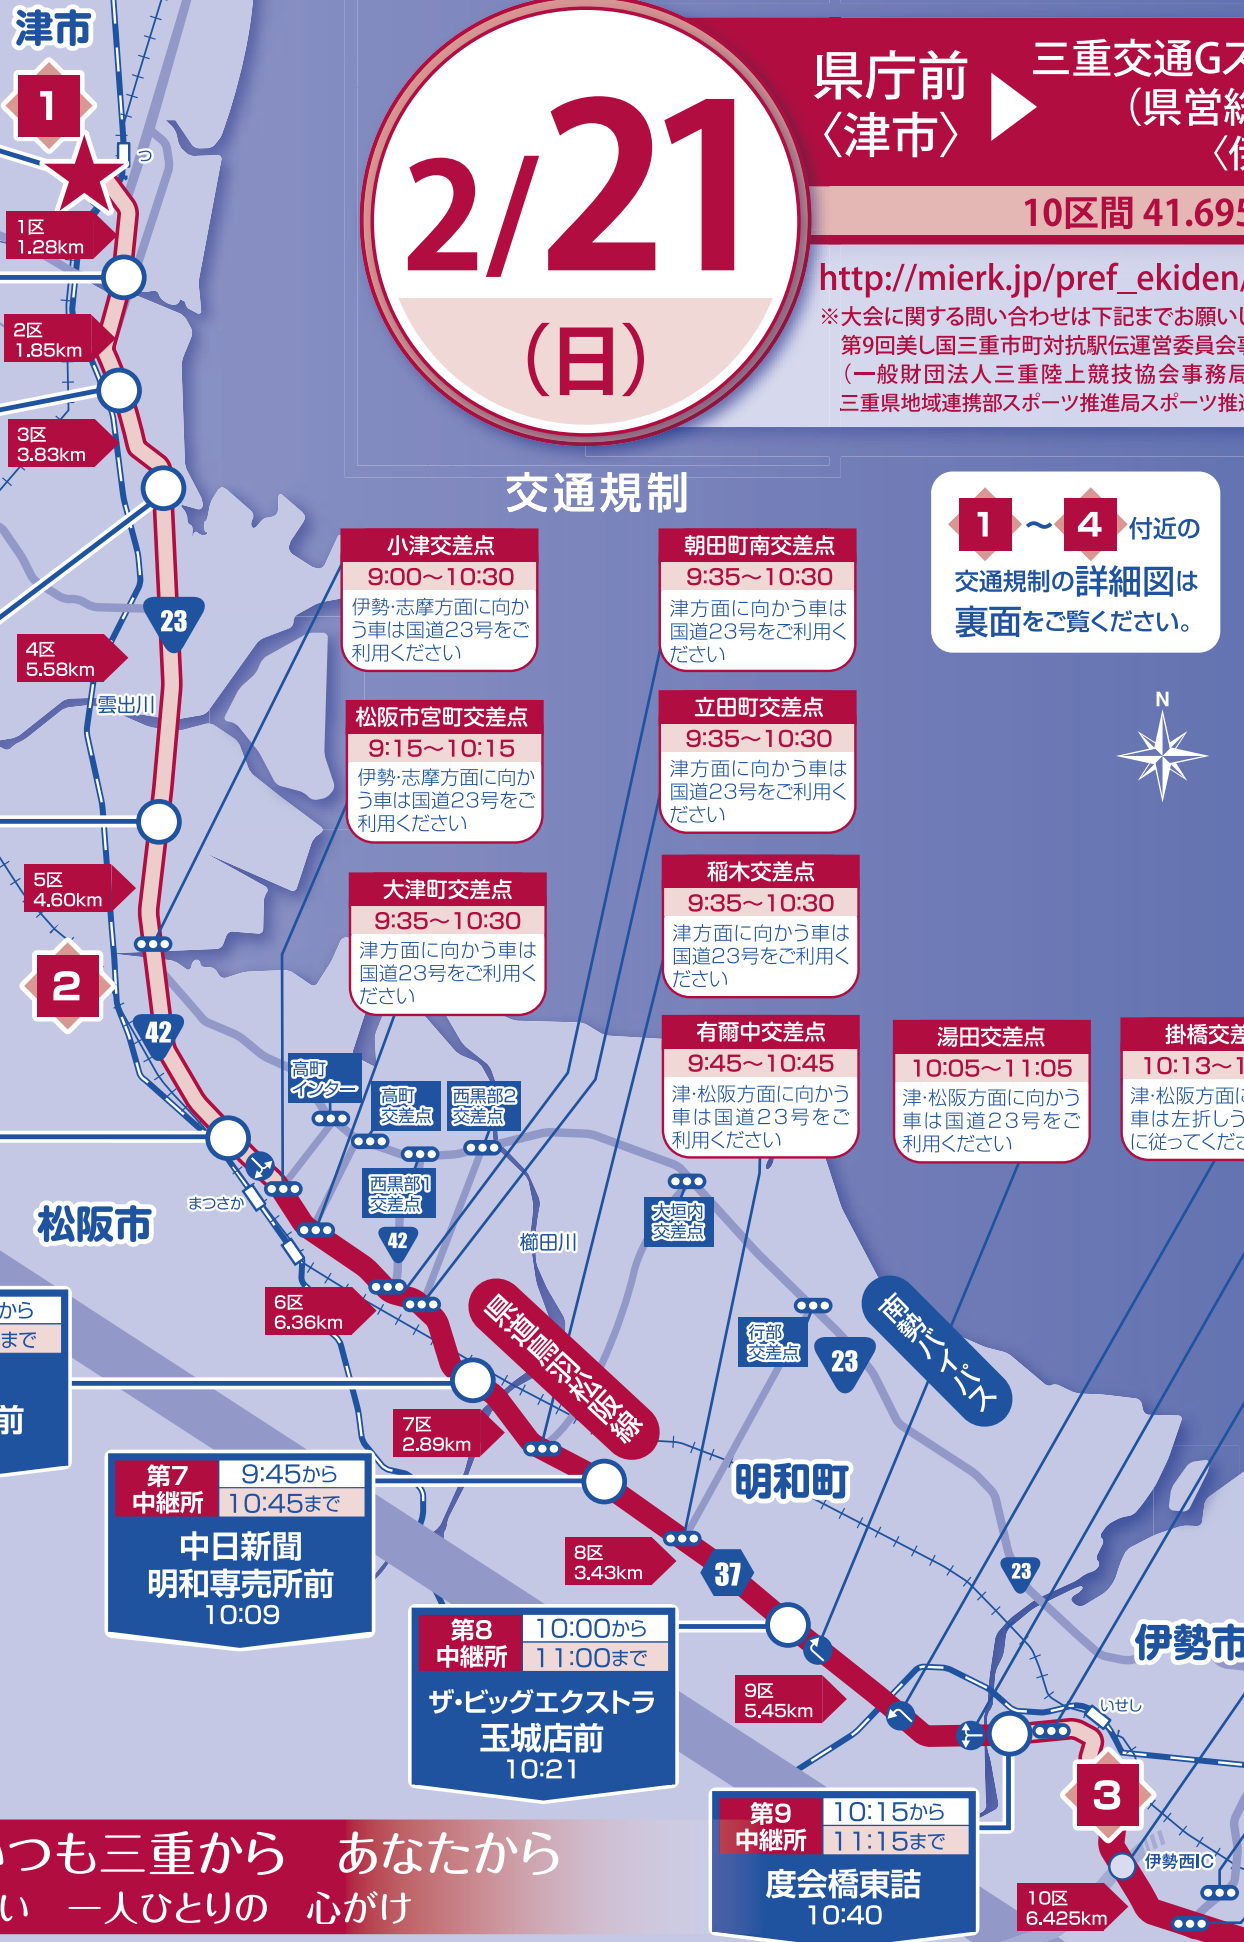 津市
1
つ
1区
1.28km
2区
1.85km
3区
3.83km
23
4区
5.58km
雲出川
5区
4.60km
2
42
2/21
(日)
県庁前
〈津市〉
三重交通G
(県営
10区間 41.695
http://mierk.jp/pref_ekiden/
※大会に関する問い合わせは下記までお願い
第9回美し国三重市町対抗駅伝運営委員会
(一般財団法人三重陸上競技協会事務局
三重県地域連携部スポーツ推進局スポーツ推
交通規制
小津交差点
9:00〜10:30
伊勢・志摩方面に向か
う車は国道23号をご
利用ください
朝田町南交差点
9:35〜10:30
津方面に向かう車は
国道23号をご利用く
ださい
1 〜 4 付近の
交通規制の詳細図は
裏面をご覧ください。
N
松阪市宮町交差点
9:15〜10:15
伊勢・志摩方面に向か
う車は国道23号をご
利用ください
立田町交差点
9:35〜10:30
津方面に向かう車は
国道23号をご利用く
ださい
大津町交差点
9:35〜10:30
津方面に向かう車は
国道23号をご利用く
ださい
稲木交差点
9:35〜10:30
津方面に向かう車は
国道23号をご利用く
ださい
有爾中交差点
9:45〜10:45
津・松阪方面に向かう
車は国道23号をご
利用ください
湯田交差点
10:05〜11:05
津・松阪方面に向かう
車は国道23号をご
利用ください
掛橋交差
10:13〜1
津・松阪方面に
車は左折しう
に従ってくだ
高町
インター
高町
交差点
西黒部2
交差点
西黒部1
交差点
42
大垣内
交差点
櫛田川
まつさか
松阪市
6区
6.36km
県道鳥羽松阪線
行部
交差点
23
南勢バイパス
から
まで
前
7区
2.89km
明和町
第7
中継所
9:45から
10:45まで
中日新聞
明和専売所前
10:09
8区
3.43km
37
23
第8
中継所
10:00から
11:00まで
ザ・ビッグエクストラ
玉城店前
10:21
伊勢市
9区
5.45km
いせし
3
第9
中継所
10:15から
11:15まで
度会橋東詰
10:40
伊勢西IC
10区
6.425km
いつも三重から あなたから
い 一人ひとりの 心がけ